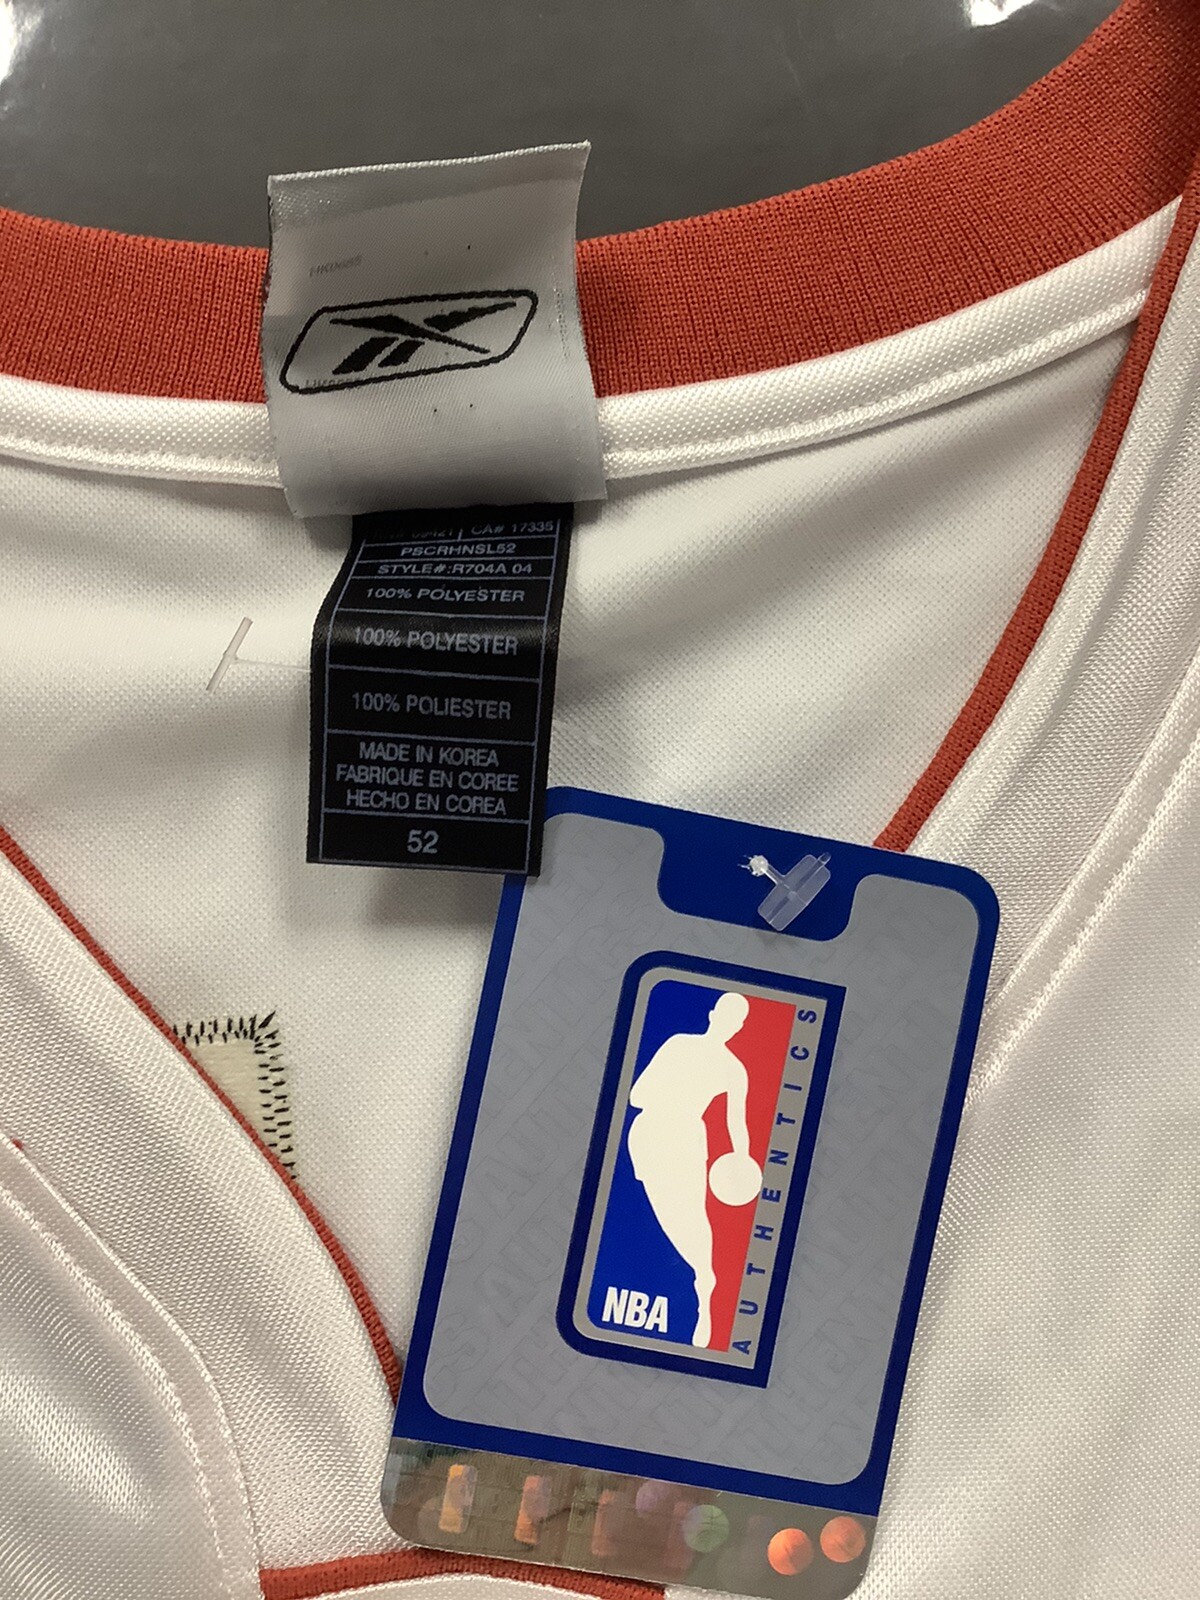 CA# 17335
PSCRHNSL52
STYLE#:R704A 04
100% POLYESTER
100% POLYESTER
100% POLIESTER
MADE IN KOREA
FABRIQUE EN COREE
HECHO EN COREA
52
NBA
AUTHENTICS